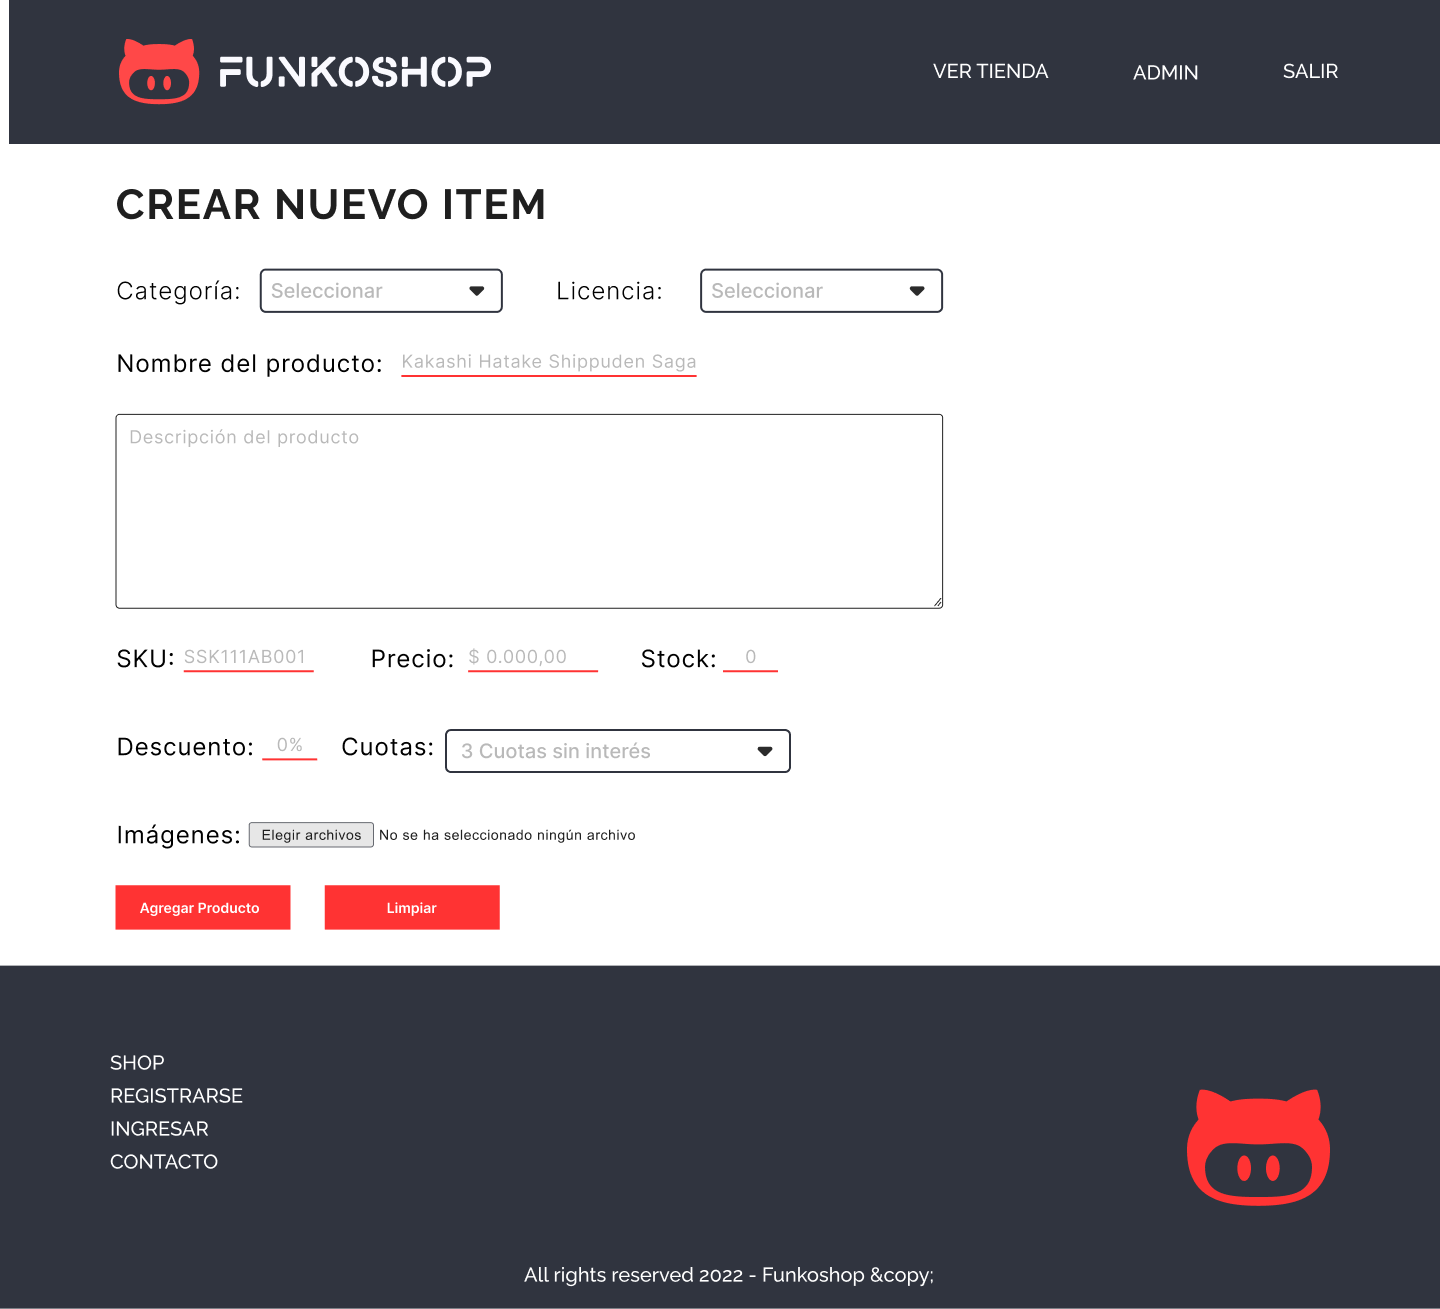 FUNKOSHOP
VER TIENDA ADMIN SALIR
CREAR NUEVO ITEM
Categoría: Seleccionar Licencia: Seleccionar
Nombre del producto: Kakashi Hatake Shippuden Saga
Descripción del producto
SKU: SSK111AB001 Precio: $ 0.000,00 Stock: 0
Descuento: 0% Cuotas: 3 Cuotas sin interés
Imágenes: Elegir archivos No se ha seleccionado ningún archivo
Agregar Producto Limpiar
SHOP
REGISTRARSE
INGRESAR
CONTACTO
All rights reserved 2022 - Funkoshop &copy;